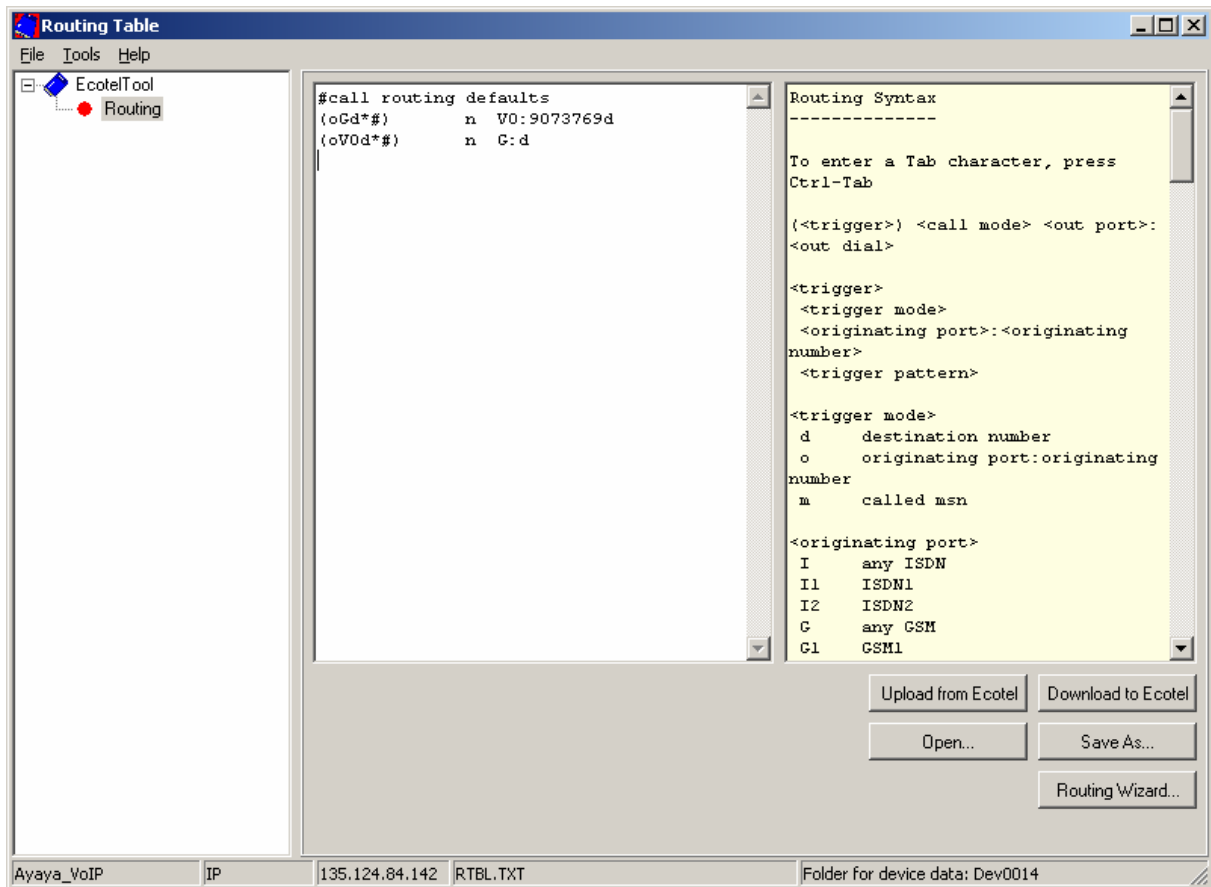 Routing Table
File Tools Help
EcotelTool
Routing
#call routing defaults
(oGd*#) n V0:9073769d
(oV0d*#) n G:d
Routing Syntax
--------------
To enter a Tab character, press
Ctrl-Tab
(<trigger>) <call mode> <out port>:
<out dial>
<trigger>
<trigger mode>
<originating port>:<originating
number>
<trigger pattern>
<trigger mode>
d destination number
o originating port:originating
number
m called msn
<originating port>
I any ISDN
I1 ISDN1
I2 ISDN2
G any GSM
G1 GSM1
Upload from Ecotel Download to Ecotel
Open... Save As...
Routing Wizard...
Ayaya_VoIP IP 135.124.84.142 RTBL.TXT Folder for device data: Dev0014